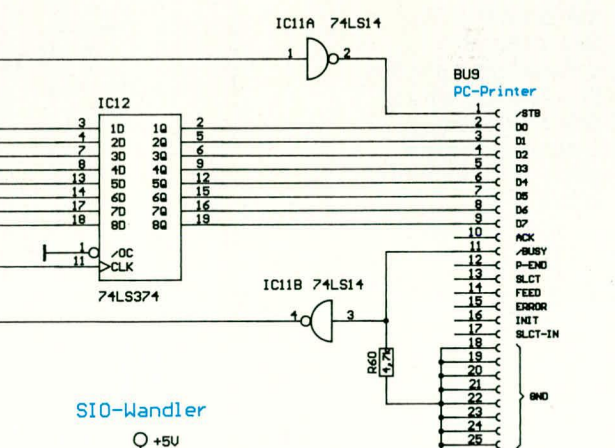 IC11A 74LS14
1 2
BU9
PC-Printer
IC12
1 /STB
3 1D 1Q 2 2 D0
4 2D 2Q 5 3 D1
7 3D 3Q 6 4 D2
8 4D 4Q 9 5 D3
13 5D 5Q 12 6 D4
14 6D 6Q 15 7 D5
17 7D 7Q 16 8 D6
18 8D 8Q 19 9 D7
10 ACK
1 /OC 11 /BUSY
11 CLK 12 P-END
13 SLCT
74LS374 IC11B 74LS14 14 FEED
15 ERROR
4 3 16 INIT
17 SLCT-IN
18
R60 4,7k 19
20
21
22 GND
23
SIO-Wandler
24
+5V 25